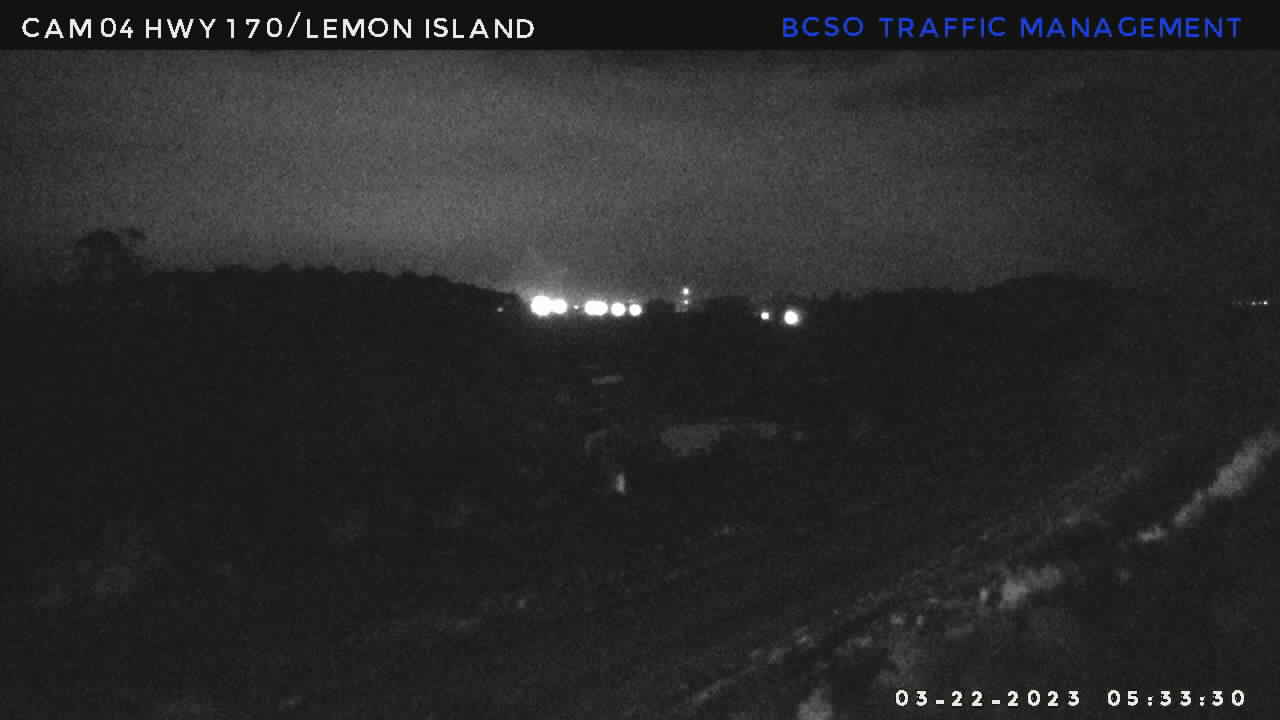 CAM04 HWY 170/LEMON ISLAND
BCSO TRAFFIC MANAGEMENT
03-22-2023 05:33:30